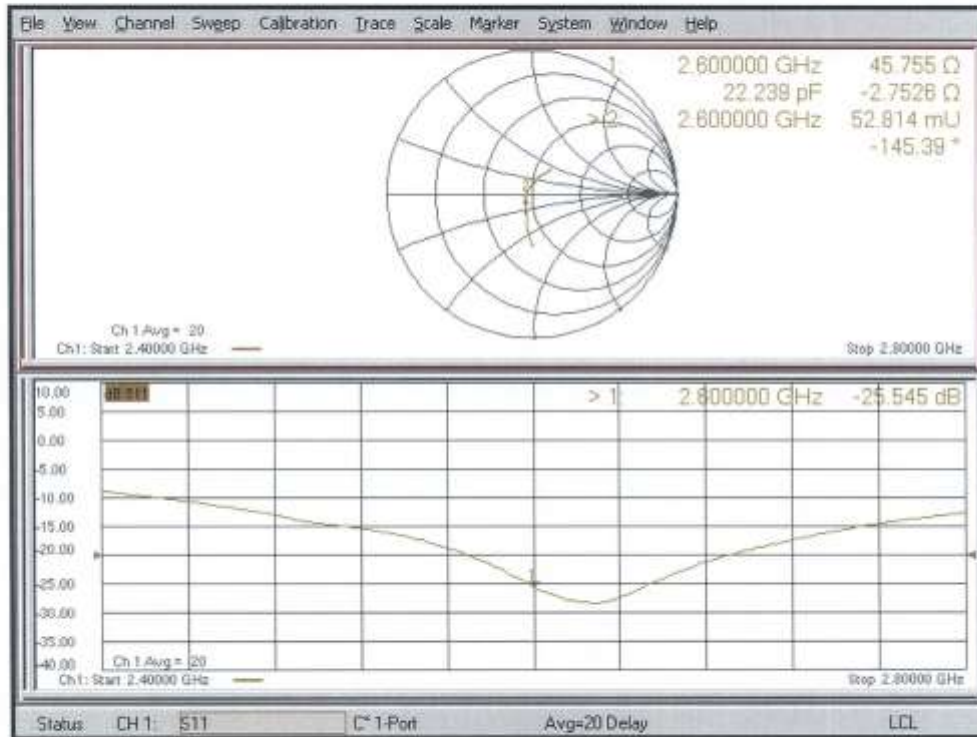 File View Channel Sweep Calibration Trace Scale Marker System Window Help
1 2.600000 GHz 45.755 Ω
22.239 pF -2.7526 Ω
> 2 2.600000 GHz 52.814 mU
-145.39 °
Ch 1 Avg = 20
Ch1: Start 2.40000 GHz
Stop 2.80000 GHz
10.00
> 1 2.600000 GHz -25.545 dB
5.00
0.00
-5.00
-10.00
-15.00
-20.00
-25.00
1
-30.00
-35.00
-40.00
Ch 1 Avg = 20
Ch1: Start 2.40000 GHz
Stop 2.80000 GHz
Status CH 1: S11 C* 1-Port Avg=20 Delay LCL